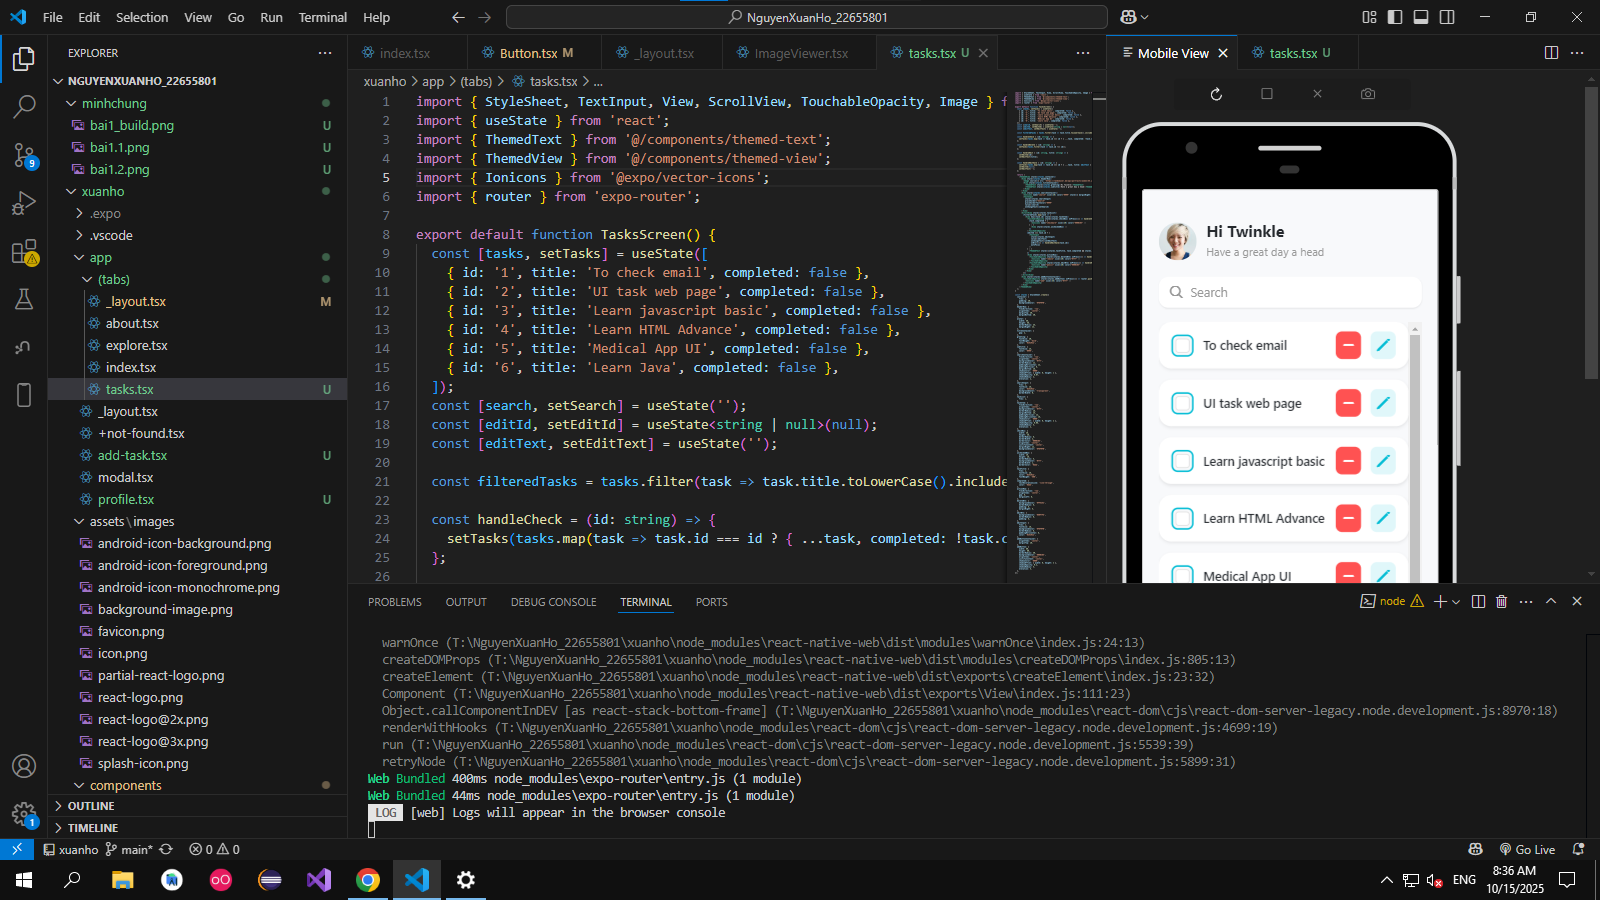 File Edit Selection View Go Run Terminal Help
NguyenXuanHo_22655801
EXPLORER
NGUYENXUANHO_22655801
minhchung
bai1_build.png U
bai1.1.png U
bai1.2.png U
xuanho
.expo
.vscode
app
(tabs)
_layout.tsx M
about.tsx
explore.tsx
index.tsx
tasks.tsx U
_layout.tsx
+not-found.tsx
add-task.tsx U
modal.tsx
profile.tsx U
assets\images
android-icon-background.png
android-icon-foreground.png
android-icon-monochrome.png
background-image.png
favicon.png
icon.png
partial-react-logo.png
react-logo.png
react-logo@2x.png
react-logo@3x.png
splash-icon.png
components
OUTLINE
TIMELINE
9
1
index.tsx Button.tsx M _layout.tsx ImageViewer.tsx tasks.tsx U
xuanho > app > (tabs) > tasks.tsx > ...
1 import { StyleSheet, TextInput, View, ScrollView, TouchableOpacity, Image } f
2 import { useState } from 'react';
3 import { ThemedText } from '@/components/themed-text';
4 import { ThemedView } from '@/components/themed-view';
5 import { Ionicons } from '@expo/vector-icons';
6 import { router } from 'expo-router';
7
8 export default function TasksScreen() {
9 const [tasks, setTasks] = useState([
10 { id: '1', title: 'To check email', completed: false },
11 { id: '2', title: 'UI task web page', completed: false },
12 { id: '3', title: 'Learn javascript basic', completed: false },
13 { id: '4', title: 'Learn HTML Advance', completed: false },
14 { id: '5', title: 'Medical App UI', completed: false },
15 { id: '6', title: 'Learn Java', completed: false },
16 ]);
17 const [search, setSearch] = useState('');
18 const [editId, setEditId] = useState<string | null>(null);
19 const [editText, setEditText] = useState('');
20
21 const filteredTasks = tasks.filter(task => task.title.toLowerCase().include
22
23 const handleCheck = (id: string) => {
24 setTasks(tasks.map(task => task.id === id ? { ...task, completed: !task.c
25 };
26
Mobile View tasks.tsx U
Hi Twinkle
Have a great day a head
Search
To check email
UI task web page
Learn javascript basic
Learn HTML Advance
Medical App UI
PROBLEMS OUTPUT DEBUG CONSOLE TERMINAL PORTS
node
warnOnce (T:\NguyenXuanHo_22655801\xuanho\node_modules\react-native-web\dist\modules\warnOnce\index.js:24:13)
createDOMProps (T:\NguyenXuanHo_22655801\xuanho\node_modules\react-native-web\dist\modules\createDOMProps\index.js:805:13)
createElement (T:\NguyenXuanHo_22655801\xuanho\node_modules\react-native-web\dist\exports\createElement\index.js:23:32)
Component (T:\NguyenXuanHo_22655801\xuanho\node_modules\react-native-web\dist\exports\View\index.js:111:23)
Object.callComponentInDEV [as react-stack-bottom-frame] (T:\NguyenXuanHo_22655801\xuanho\node_modules\react-dom\cjs\react-dom-server-legacy.node.development.js:8970:18)
renderWithHooks (T:\NguyenXuanHo_22655801\xuanho\node_modules\react-dom\cjs\react-dom-server-legacy.node.development.js:4699:19)
run (T:\NguyenXuanHo_22655801\xuanho\node_modules\react-dom\cjs\react-dom-server-legacy.node.development.js:5539:39)
retryNode (T:\NguyenXuanHo_22655801\xuanho\node_modules\react-dom\cjs\react-dom-server-legacy.node.development.js:5899:31)
Web Bundled 400ms node_modules\expo-router\entry.js (1 module)
Web Bundled 44ms node_modules\expo-router\entry.js (1 module)
LOG [web] Logs will appear in the browser console
xuanho main* 0 0
Go Live
ENG
8:36 AM
10/15/2025